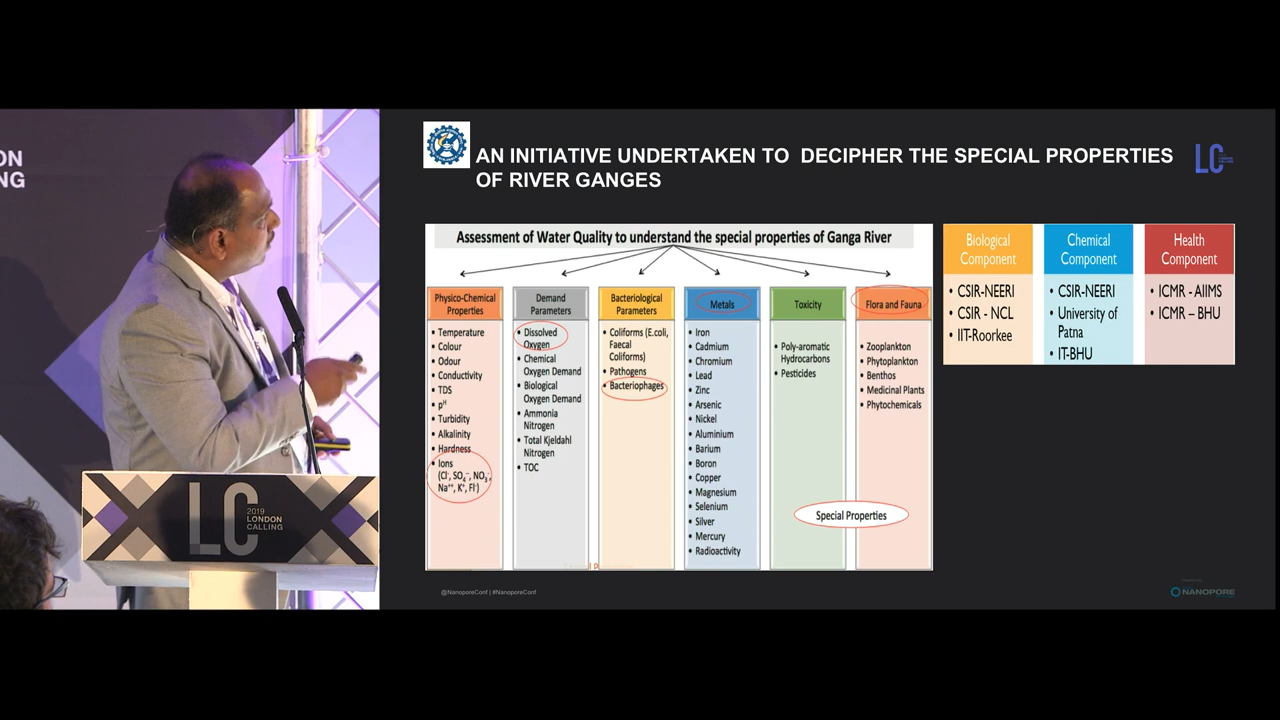 ON
NG
LC
2019
LONDON
CALLING
AN INITIATIVE UNDERTAKEN TO DECIPHER THE SPECIAL PROPERTIES
OF RIVER GANGES
LC
Assessment of Water Quality to understand the special properties of Ganga River
Physico-Chemical
Properties
• Temperature
• Colour
• Odour
• Conductivity
• TDS
• pH
• Turbidity
• Alkalinity
• Hardness
• Ions
(Cl-, SO4--, NO3-,
Na++, K+, Fl-)
Demand
Parameters
• Dissolved
Oxygen
• Chemical
Oxygen Demand
• Biological
Oxygen Demand
• Ammonia
Nitrogen
• Total Kjeldahl
Nitrogen
• TOC
Bacteriological
Parameters
• Coliforms (E.coli,
Faecal
Coliforms)
• Pathogens
• Bacteriophages
Metals
• Iron
• Cadmium
• Chromium
• Lead
• Zinc
• Arsenic
• Nickel
• Aluminium
• Barium
• Boron
• Copper
• Magnesium
• Selenium
• Silver
• Mercury
• Radioactivity
Toxicity
• Poly-aromatic
Hydrocarbons
• Pesticides
Flora and Fauna
• Zooplankton
• Phytoplankton
• Benthos
• Medicinal Plants
• Phytochemicals
Special Properties
Biological
Component
• CSIR-NEERI
• CSIR - NCL
• IIT-Roorkee
Chemical
Component
• CSIR-NEERI
• University of
Patna
• IT-BHU
Health
Component
• ICMR - AIIMS
• ICMR – BHU
@NanoporeConf | #NanoporeConf
NANOPORE